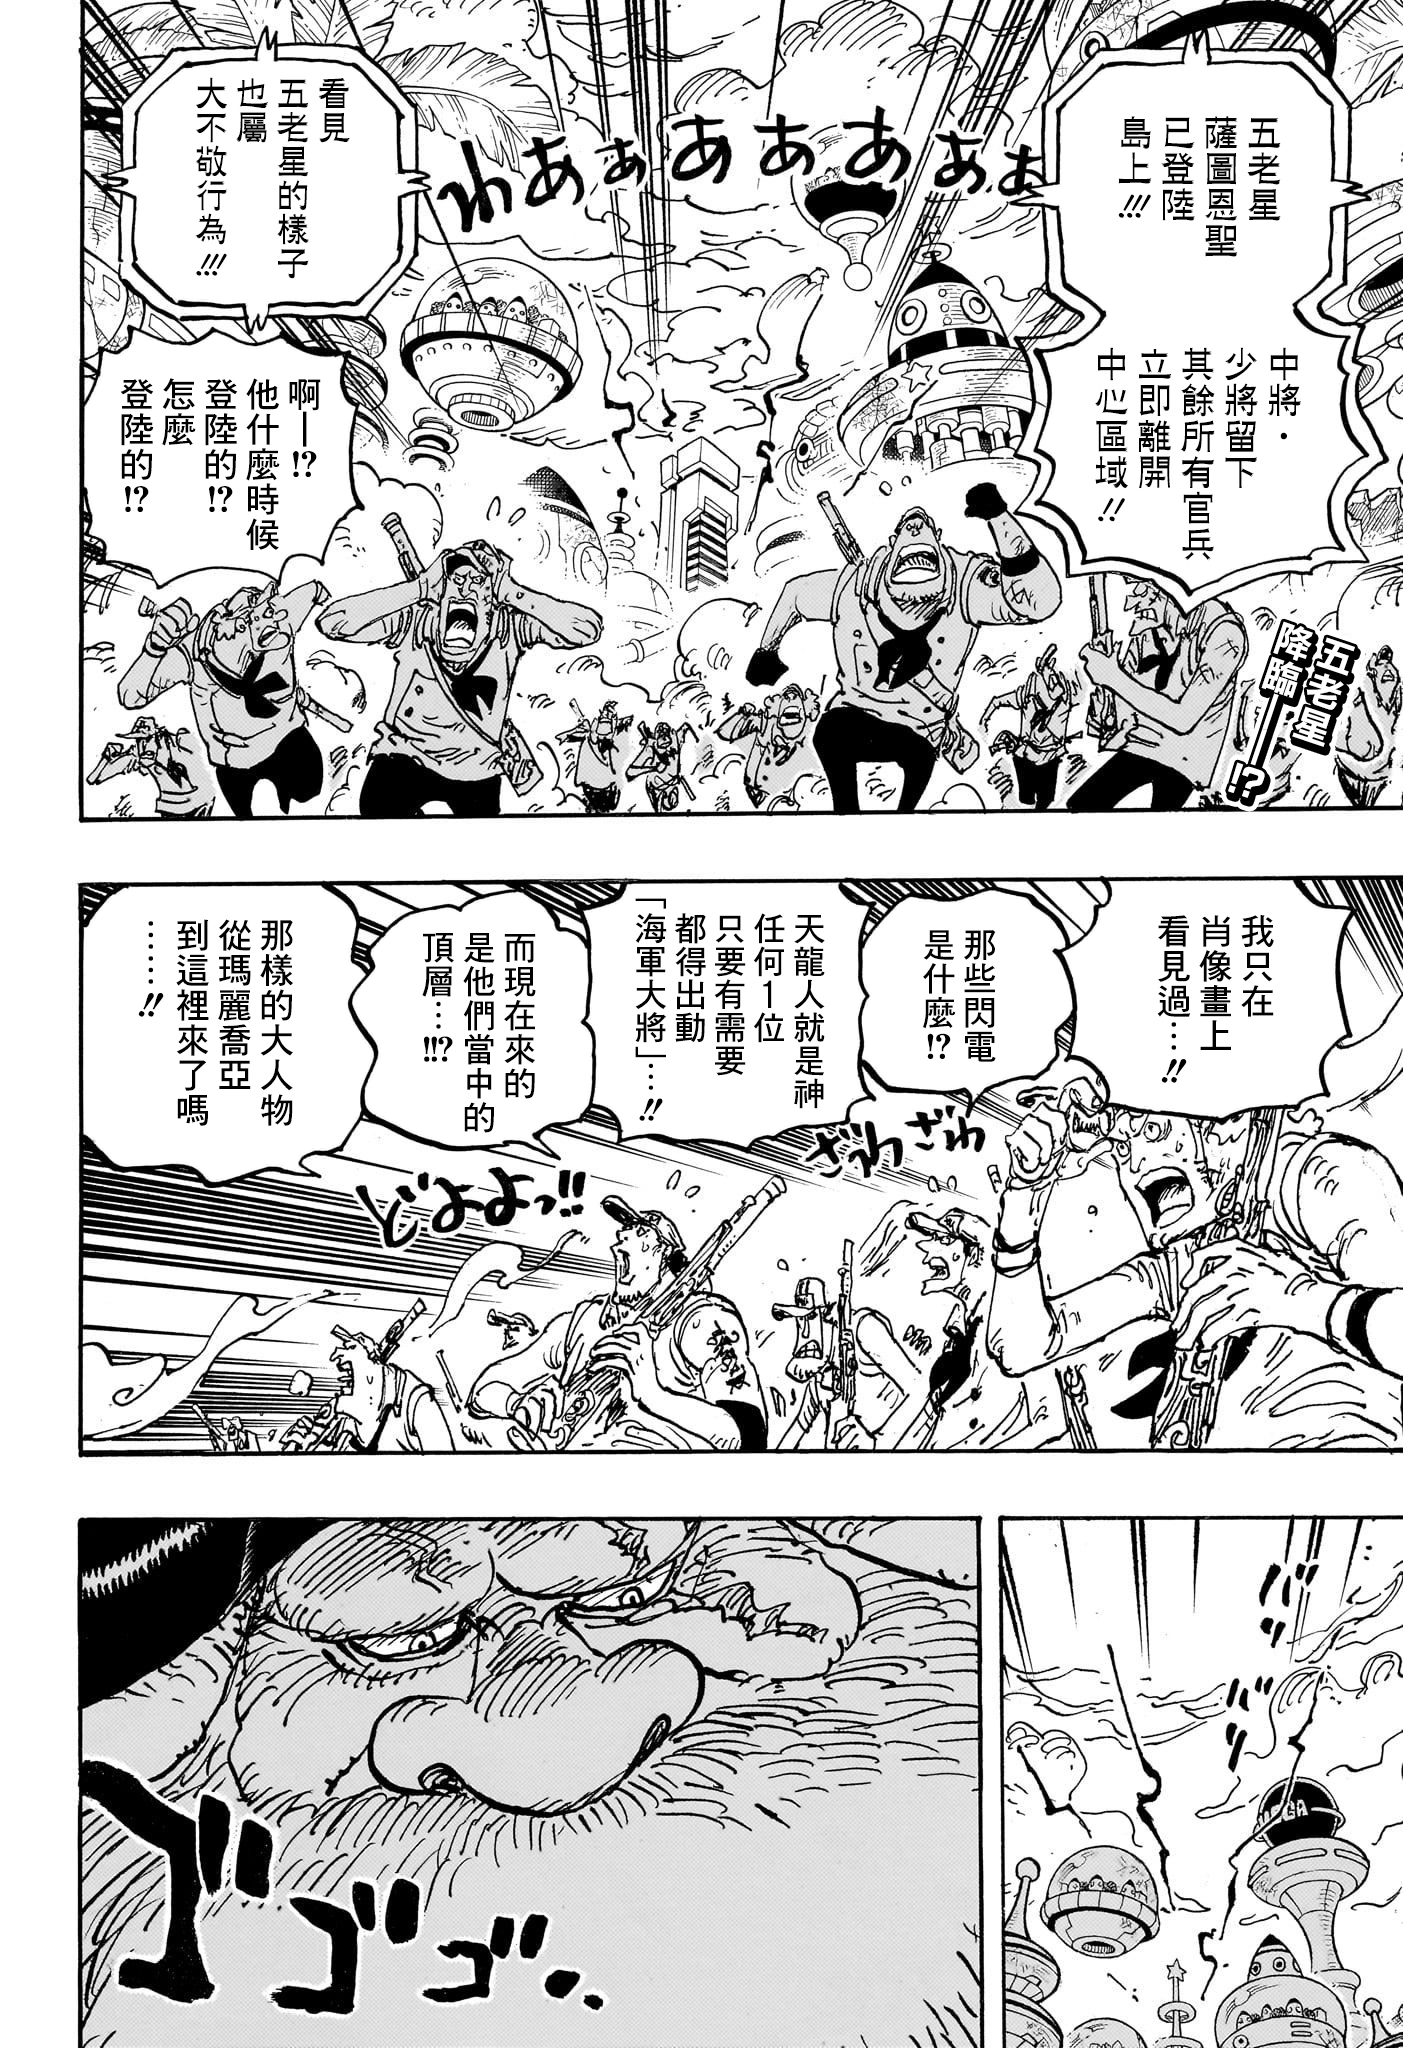 五老星
薩圖恩聖
已登陸
島上!!!
中將・
少將留下
其餘所有官兵
立即離開
中心區域!!
わあぁあぁああぁぁ
看見
五老星的樣子
也屬
大不敬行為!!!
啊—!?
他什麼時候
登陸的!?
怎麼
登陸的!?
五老星
降臨——!?
我只在
肖像畫上
看見過…!!
那些閃電
是什麼!?
天龍人就是神
任何1位
只要有需要
都得出動
「海軍大將」…!!
而現在來的
是他們當中的
頂層…!!?
那樣的大人物
從瑪麗喬亞
到這裡來了嗎
……!!
ざわざわ
どよよっ!!
バリ
バリ
ゴゴゴ…